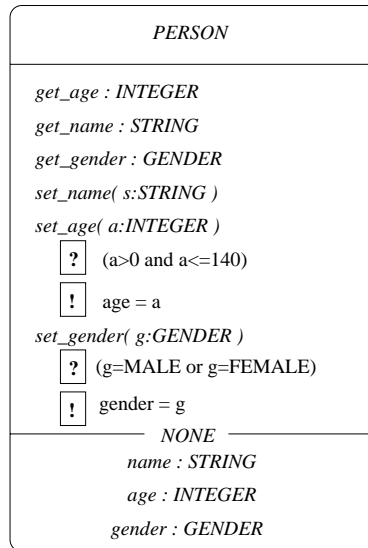 PERSON
get_age : INTEGER
get_name : STRING
get_gender : GENDER
set_name( s:STRING )
set_age( a:INTEGER )
? (a>0 and a<=140)
! age = a
set_gender( g:GENDER )
? (g=MALE or g=FEMALE)
! gender = g
NONE
name : STRING
age : INTEGER
gender : GENDER